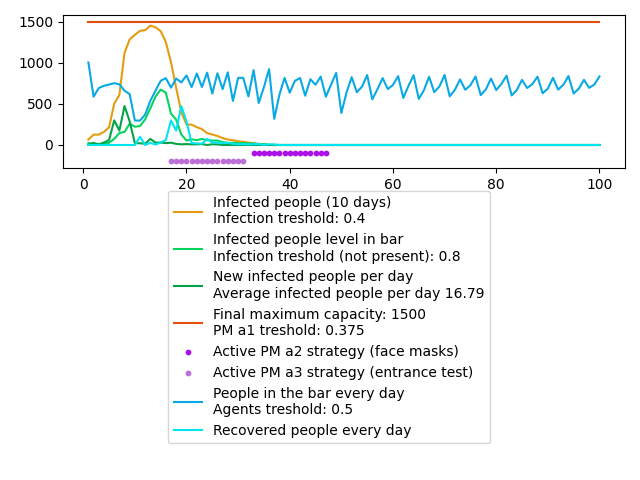 1500
1000
500
0
0
20
40
60
80
100
Infected people (10 days)
Infection treshold: 0.4
Infected people level in bar
Infection treshold (not present): 0.8
New infected people per day
Average infected people per day 16.79
Final maximum capacity: 1500
PM a1 treshold: 0.375
Active PM a2 strategy (face masks)
Active PM a3 strategy (entrance test)
People in the bar every day
Agents treshold: 0.5
Recovered people every day